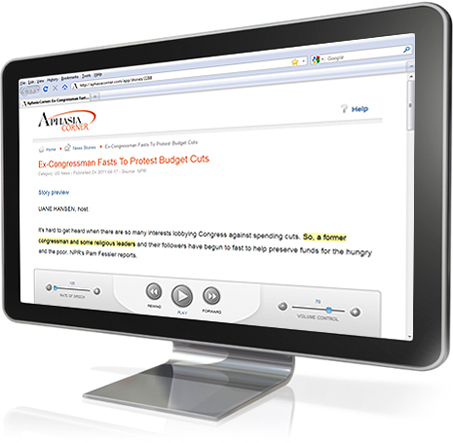 File Edit View History Bookmarks Tools Help
http://aphasiacorner.com/app/stories/2288
Google
Aphasia Corner: Ex-Congressman Fast...
APHASIA
CORNER
Help
Home News Stories Ex-Congressman Fasts To Protest Budget Cuts
Ex-Congressman Fasts To Protest Budget Cuts
Category: US News - Published On 2011-04-17 - Source: NPR
Story preview
LIANE HANSEN, host:
It's hard to get heard when there are so many interests lobbying Congress against spending cuts. So, a former
congressman and some religious leaders and their followers have begun to fast to help preserve funds for the hungry
and the poor. NPR's Pam Fessler reports.
RATE OF SPEECH
REWIND
PLAY
FORWARD
70
VOLUME CONTROL